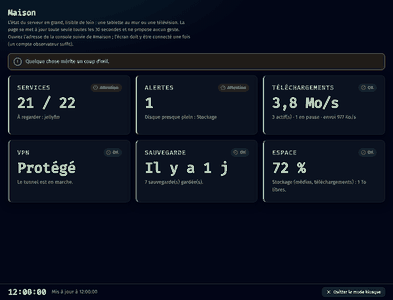 Maison
L'état du serveur en grand, lisible de loin : une tablette au mur ou une télévision. La
page se met à jour seule toutes les 30 secondes et ne propose aucun geste.
Ouvrez l'adresse de la console suivie de #maison ; l'écran doit y être connecté une fois
(un compte observateur suffit).
Quelque chose mérite un coup d'œil.
SERVICES
Attention
21 / 22
À regarder : jellyfin
ALERTES
Attention
1
Disque presque plein : Stockage
TÉLÉCHARGEMENTS
OK
3,8 Mo/s
3 actif(s) · 1 en pause · envoi 977 ko/s
VPN
OK
Protégé
Le tunnel est en marche.
SAUVEGARDE
OK
Il y a 1 j
7 sauvegarde(s) gardée(s).
ESPACE
OK
72 %
Stockage (médias, téléchargements) : 1 To
libres.
12:00:00
Mis à jour à 12:00:00
Quitter le mode kiosque